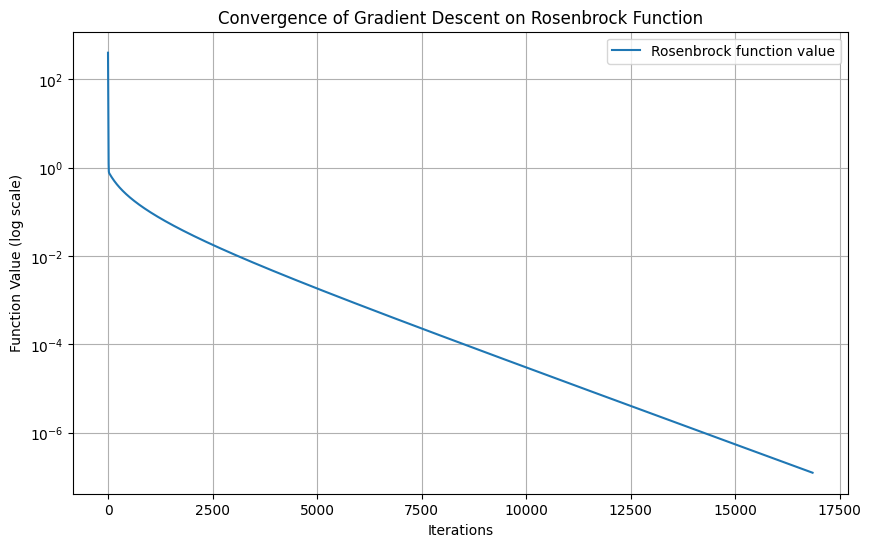 Convergence of Gradient Descent on Rosenbrock Function
Rosenbrock function value
Function Value (log scale)
10²
10⁰
10⁻²
10⁻⁴
10⁻⁶
0 2500 5000 7500 10000 12500 15000 17500
Iterations